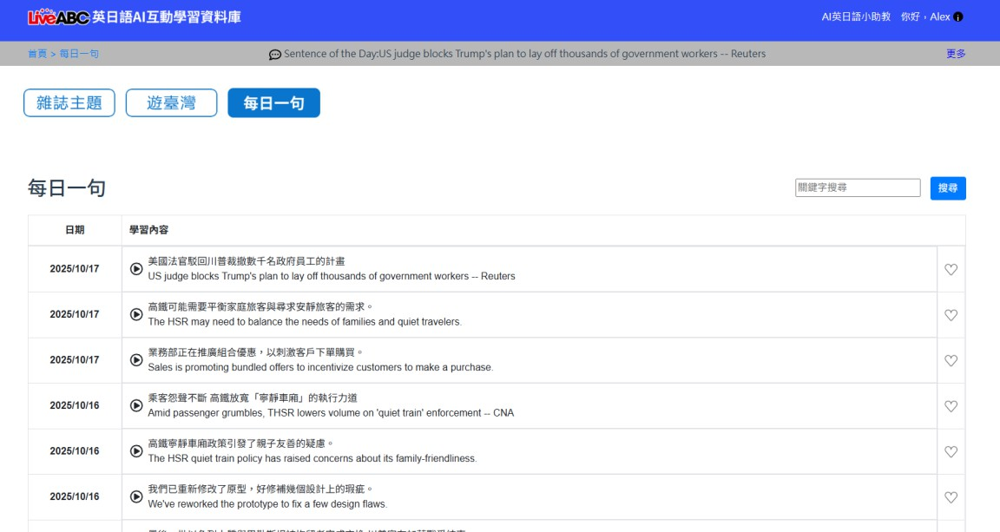 LiveABC 英日語AI互動學習資料庫
AI英日語小助教 你好，Alex
首頁 > 每日一句
Sentence of the Day:US judge blocks Trump's plan to lay off thousands of government workers -- Reuters
更多
雜誌主題
遊臺灣
每日一句
每日一句
關鍵字搜尋
搜尋
日期
學習內容
2025/10/17
美國法官駁回川普裁撤數千名政府員工的計畫
US judge blocks Trump's plan to lay off thousands of government workers -- Reuters
2025/10/17
高鐵可能需要平衡家庭旅客與尋求安靜旅客的需求。
The HSR may need to balance the needs of families and quiet travelers.
2025/10/17
業務部正在推廣組合優惠，以刺激客戶下單購買。
Sales is promoting bundled offers to incentivize customers to make a purchase.
2025/10/16
乘客怨聲不斷 高鐵放寬「寧靜車廂」的執行力道
Amid passenger grumbles, THSR lowers volume on 'quiet train' enforcement -- CNA
2025/10/16
高鐵寧靜車廂政策引發了親子友善的疑慮。
The HSR quiet train policy has raised concerns about its family-friendliness.
2025/10/16
我們已重新修改了原型，好修補幾個設計上的瑕疵。
We've reworked the prototype to fix a few design flaws.